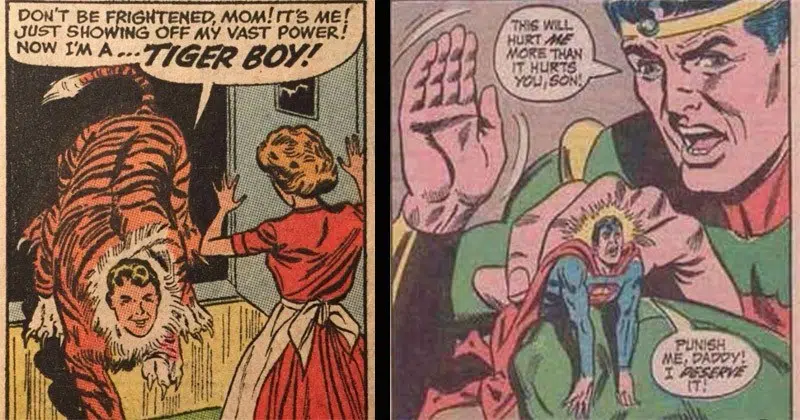 DON'T BE FRIGHTENED, MOM! IT'S ME!
JUST SHOWING OFF MY VAST POWER!
NOW I'M A... TIGER BOY!
THIS WILL
HURT ME
MORE THAN
IT HURTS
YOU, SON!
PUNISH
ME, DADDY!
I DESERVE
IT!